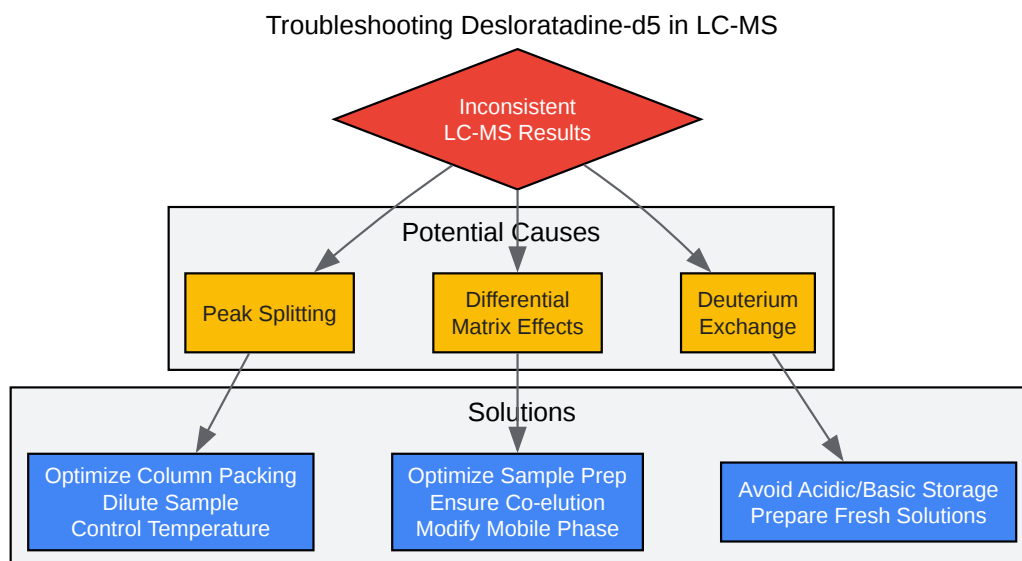 Troubleshooting Desloratadine-d5 in LC-MS
Inconsistent
LC-MS Results
Potential Causes
Peak Splitting
Differential
Matrix Effects
Deuterium
Exchange
Solutions
Optimize Column Packing
Dilute Sample
Control Temperature
Optimize Sample Prep
Ensure Co-elution
Modify Mobile Phase
Avoid Acidic/Basic Storage
Prepare Fresh Solutions